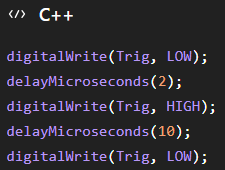 </> C++
digitalWrite(Trig, LOW);
delayMicroseconds(2);
digitalWrite(Trig, HIGH);
delayMicroseconds(10);
digitalWrite(Trig, LOW);